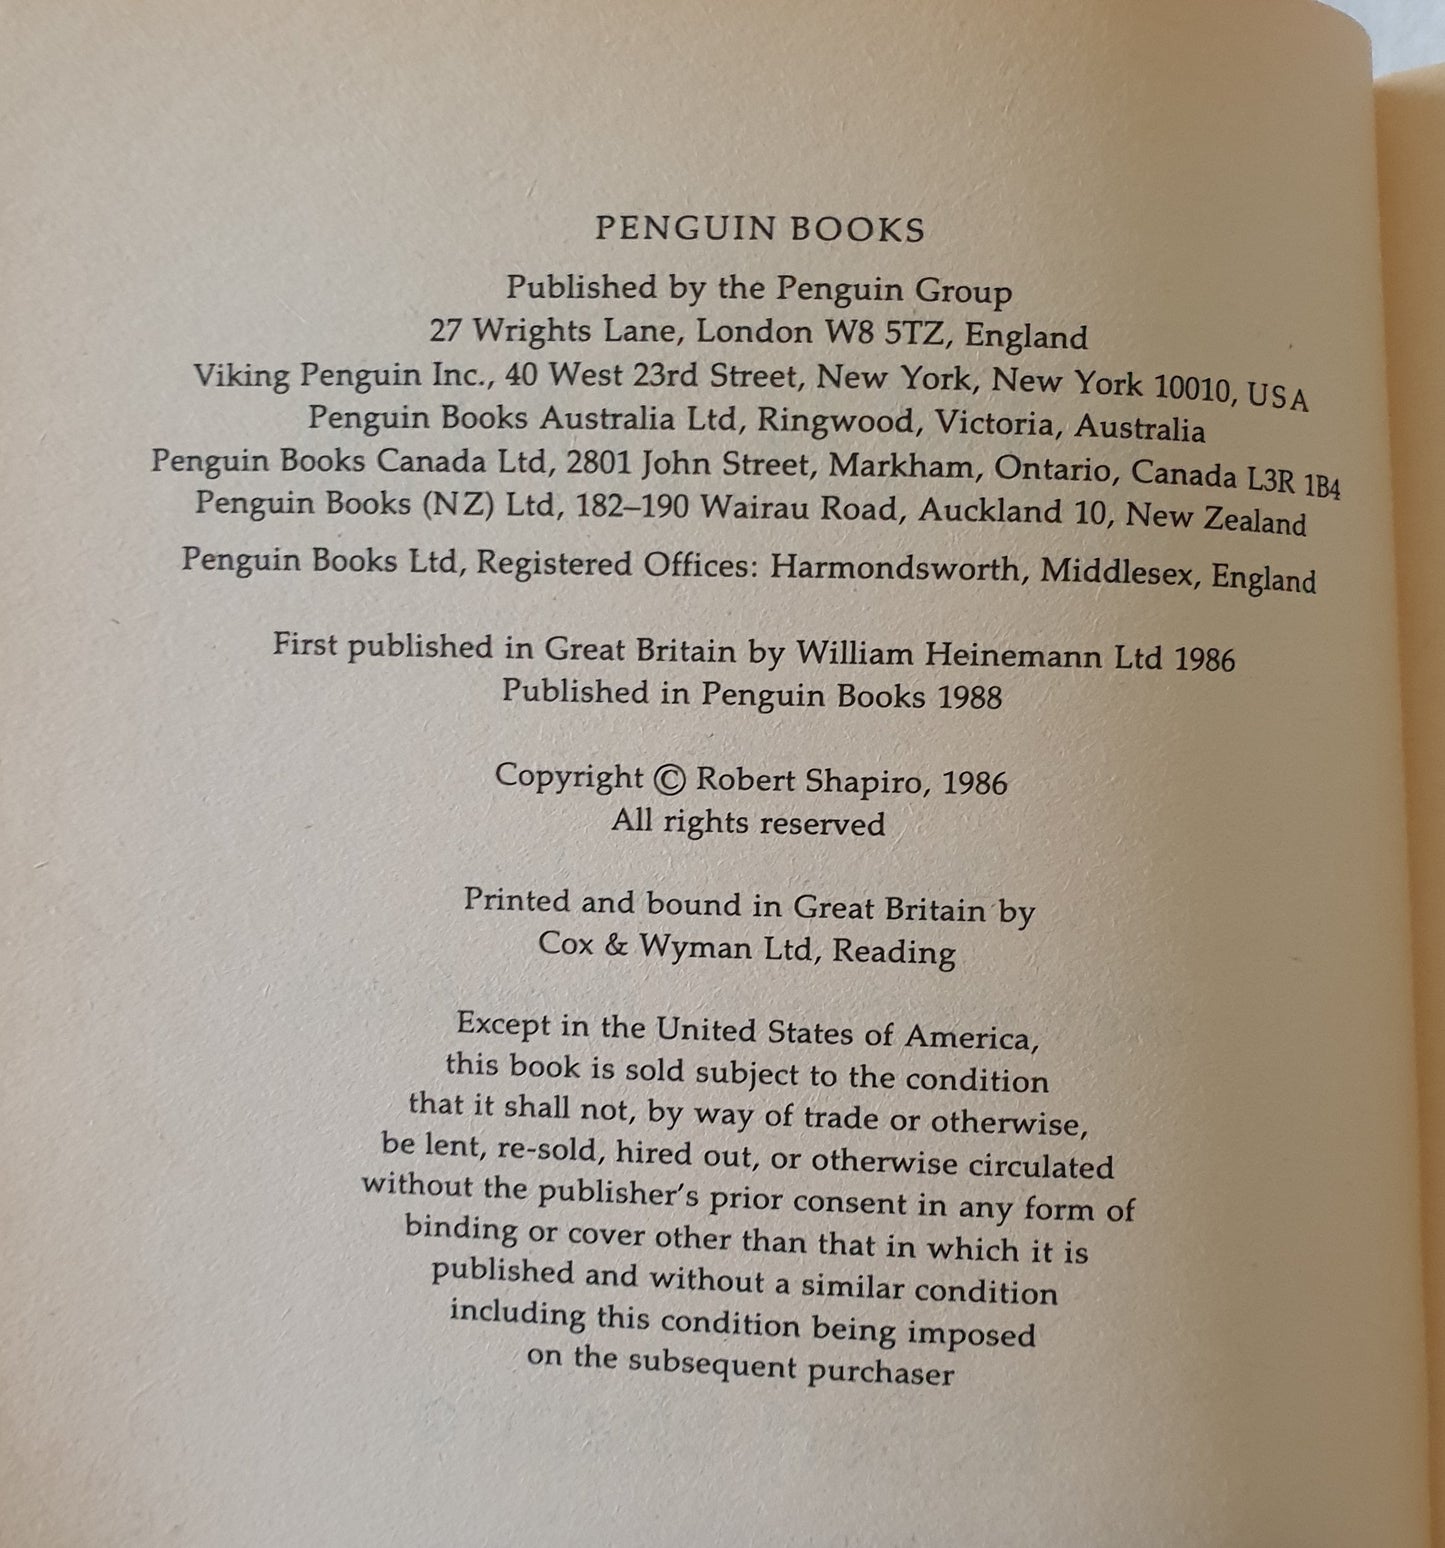 PENGUIN BOOKS
Published by the Penguin Group
27 Wrights Lane, London W8 5TZ, England
Viking Penguin Inc., 40 West 23rd Street, New York, New York 10010, USA
Penguin Books Australia Ltd, Ringwood, Victoria, Australia
Penguin Books Canada Ltd, 2801 John Street, Markham, Ontario, Canada L3R 1B4
Penguin Books (NZ) Ltd, 182–190 Wairau Road, Auckland 10, New Zealand
Penguin Books Ltd, Registered Offices: Harmondsworth, Middlesex, England
First published in Great Britain by William Heinemann Ltd 1986
Published in Penguin Books 1988
Copyright © Robert Shapiro, 1986
All rights reserved
Printed and bound in Great Britain by
Cox & Wyman Ltd, Reading
Except in the United States of America,
this book is sold subject to the condition
that it shall not, by way of trade or otherwise,
be lent, re-sold, hired out, or otherwise circulated
without the publisher's prior consent in any form of
binding or cover other than that in which it is
published and without a similar condition
including this condition being imposed
on the subsequent purchaser